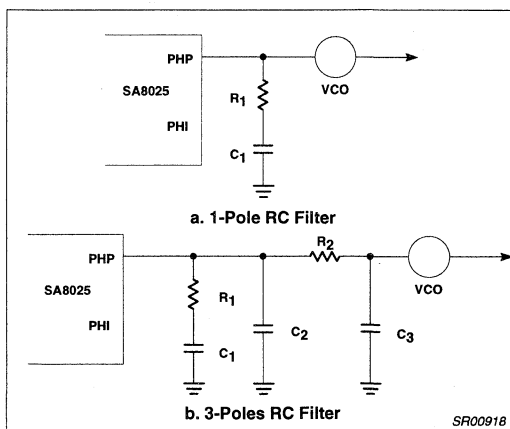 PHP
SA8025
PHI
R1
C1
VCO
a. 1-Pole RC Filter
PHP
SA8025
PHI
R1
C1
C2
R2
C3
VCO
b. 3-Poles RC Filter
SR00918